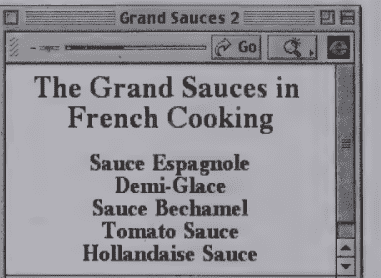 Grand Sauces 2
Go
The Grand Sauces in
French Cooking
Sauce Espagnole
Demi-Glace
Sauce Bechamel
Tomato Sauce
Hollandaise Sauce